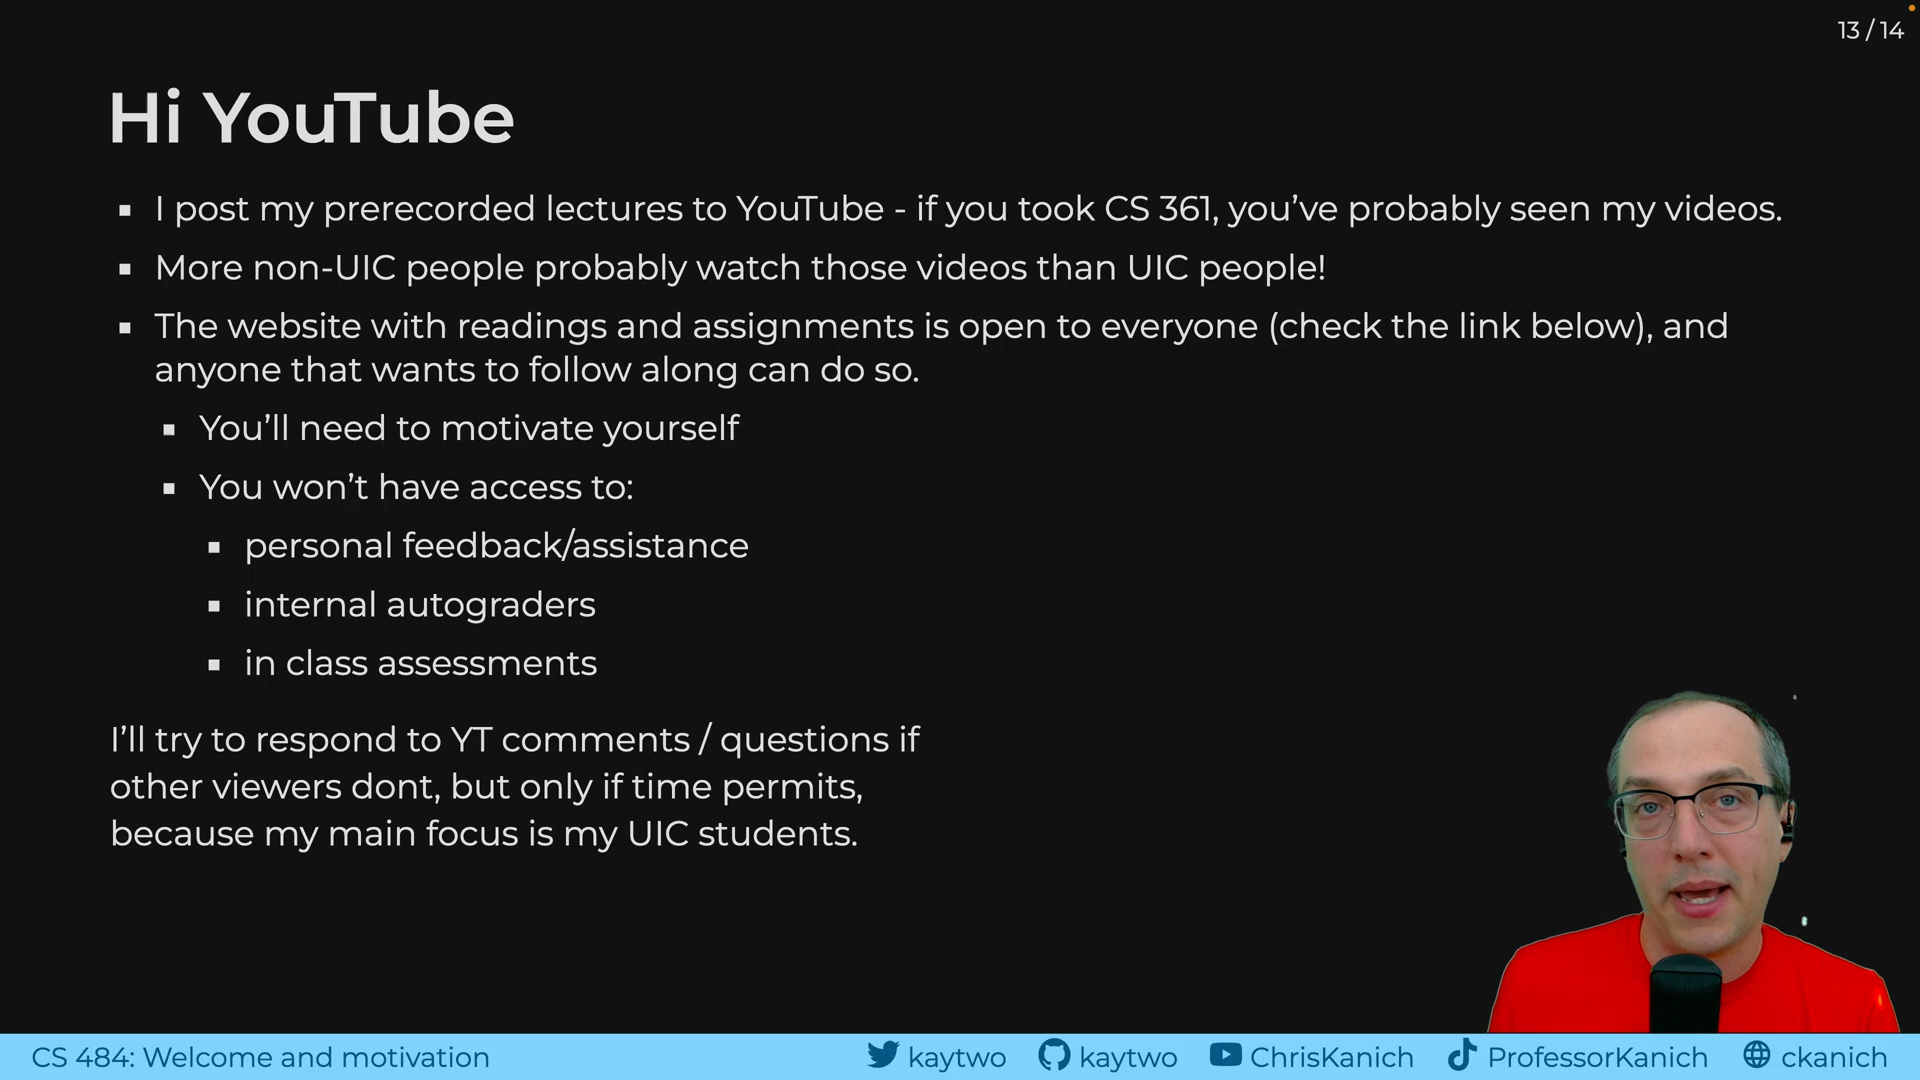 13 / 14
Hi YouTube
I post my prerecorded lectures to YouTube - if you took CS 361, you’ve probably seen my videos.
More non-UIC people probably watch those videos than UIC people!
The website with readings and assignments is open to everyone (check the link below), and
anyone that wants to follow along can do so.
You’ll need to motivate yourself
You won’t have access to:
personal feedback/assistance
internal autograders
in class assessments
I’ll try to respond to YT comments / questions if
other viewers dont, but only if time permits,
because my main focus is my UIC students.
CS 484: Welcome and motivation kaytwo kaytwo ChrisKanich ProfessorKanich ckanich